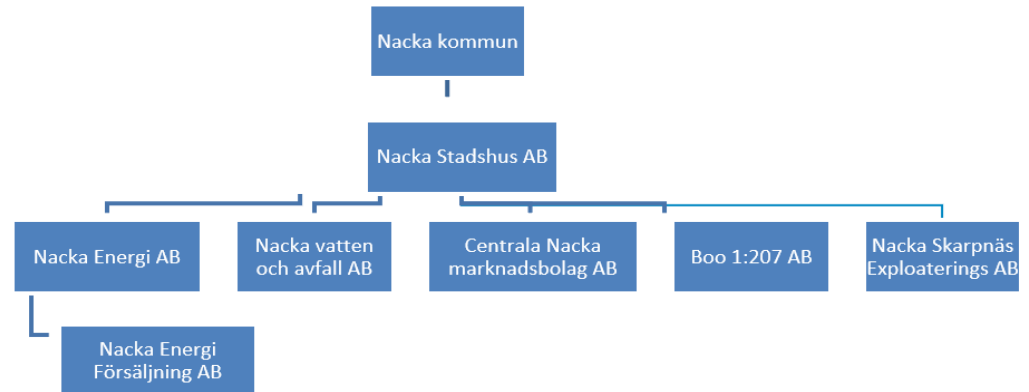 Nacka kommun
Nacka Stadshus AB
Nacka Energi AB
Nacka vatten
och avfall AB
Centrala Nacka
marknadsbolag AB
Boo 1:207 AB
Nacka Skarpnäs
Exploaterings AB
Nacka Energi
Försäljning AB